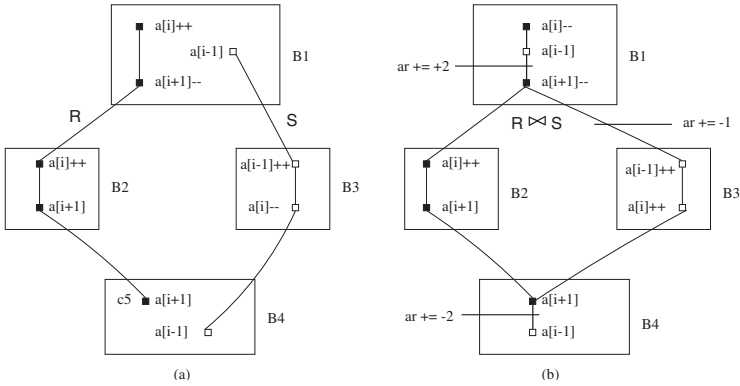 a[i]++
a[i-1]
B1
a[i+1]--
R
S
a[i]++
a[i+1]
B2
a[i-1]++
a[i]--
B3
c5 a[i+1]
a[i-1]
B4
(a)
a[i]--
a[i-1]
B1
ar += +2
a[i+1]--
R ⋈ S
ar += -1
a[i]++
a[i+1]
B2
a[i-1]++
a[i]++
B3
a[i+1]
ar += -2
a[i-1]
B4
(b)